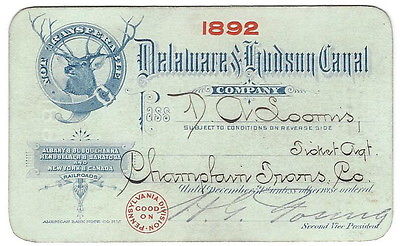 1892
NOT TRANSFERABLE
Delaware & Hudson Canal
COMPANY
Pass D. A. Loomis,
SUBJECT TO CONDITIONS ON REVERSE SIDE
Ticket Agt.
ALBANY & SUSQUEHANNA
RENSSELAER & SARATOGA
AND
NEW YORK & CANADA
RAILROADS
Champlain Trans. Co.
Until December 31st unless otherwise ordered.
PENNSYLVANIA DIVISION
GOOD
ON
H. G. Young
Second Vice President
AMERICAN BANK NOTE CO. N.Y.